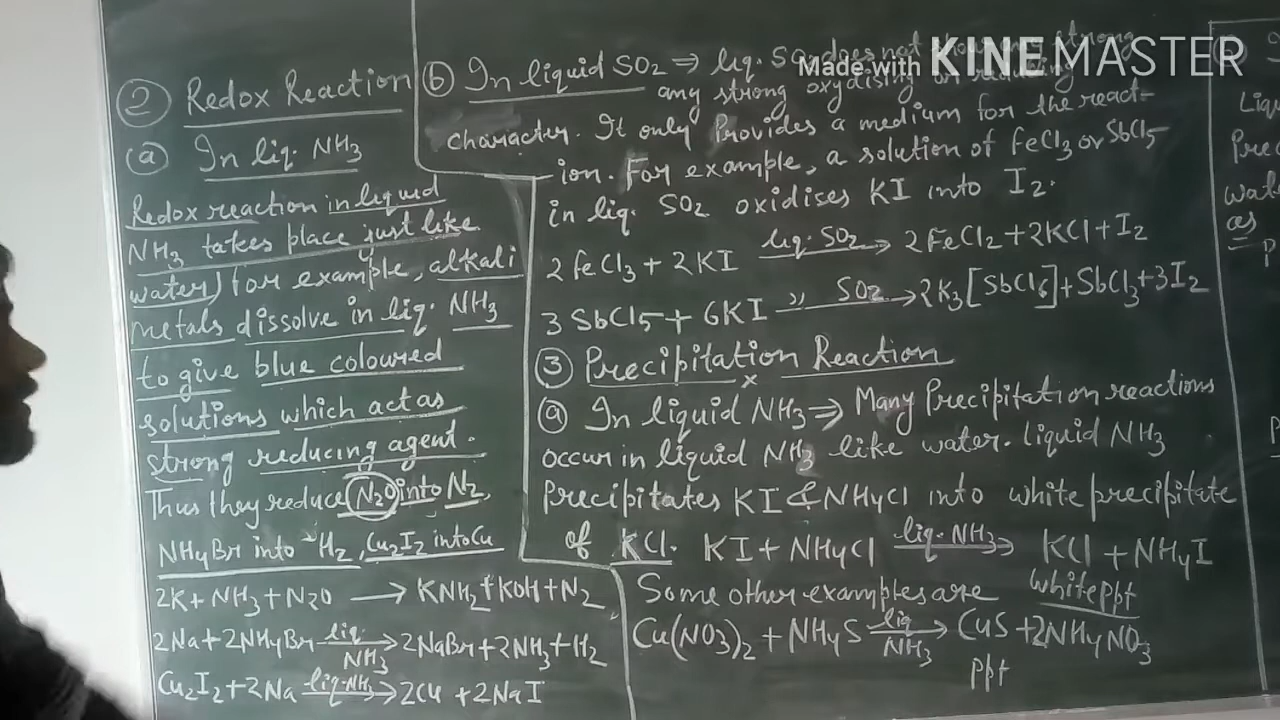 ② Redox Reaction
ⓐ In liq. NH3
Redox reaction in liquid
NH3 takes place just like
water) for example, alkali
metals dissolve in liq. NH3
to give blue coloured
solutions which act as
strong reducing agent.
Thus they reduce N2O into N2,
NH4Br into H2, Cu2I2 into Cu
2K + NH3 + N2O → KNH2 + KOH + N2
2Na + 2NH4Br liq. NH3 → 2NaBr + 2NH3 + H2
Cu2I2 + 2Na liq. NH3 → 2Cu + 2NaI
ⓑ In liquid SO2 ⇒ liq. SO2 does not strong
any strong oxydising or reducing
character. It only Provides a medium for the react-
ion. For example, a solution of FeCl3 or SbCl5
in liq. SO2 oxidises KI into I2.
2FeCl3 + 2KI liq. SO2 → 2FeCl2 + 2KCl + I2
3SbCl5 + 6KI ,, SO2 → 2K3[SbCl6] + SbCl3 + 3I2
③ Precipitation Reaction
ⓐ In liquid NH3 ⇒ Many Precipitation reactions
occur in liquid NH3 like water. liquid NH3
Precipitates KI & NH4Cl into white precipitate
of KCl. KI + NH4Cl liq. NH3 → KCl + NH4I
white ppt
Some other examples are
Cu(NO3)2 + NH4S liq NH3 → CuS + 2NH4NO3
ppt
Made with KINEMASTER